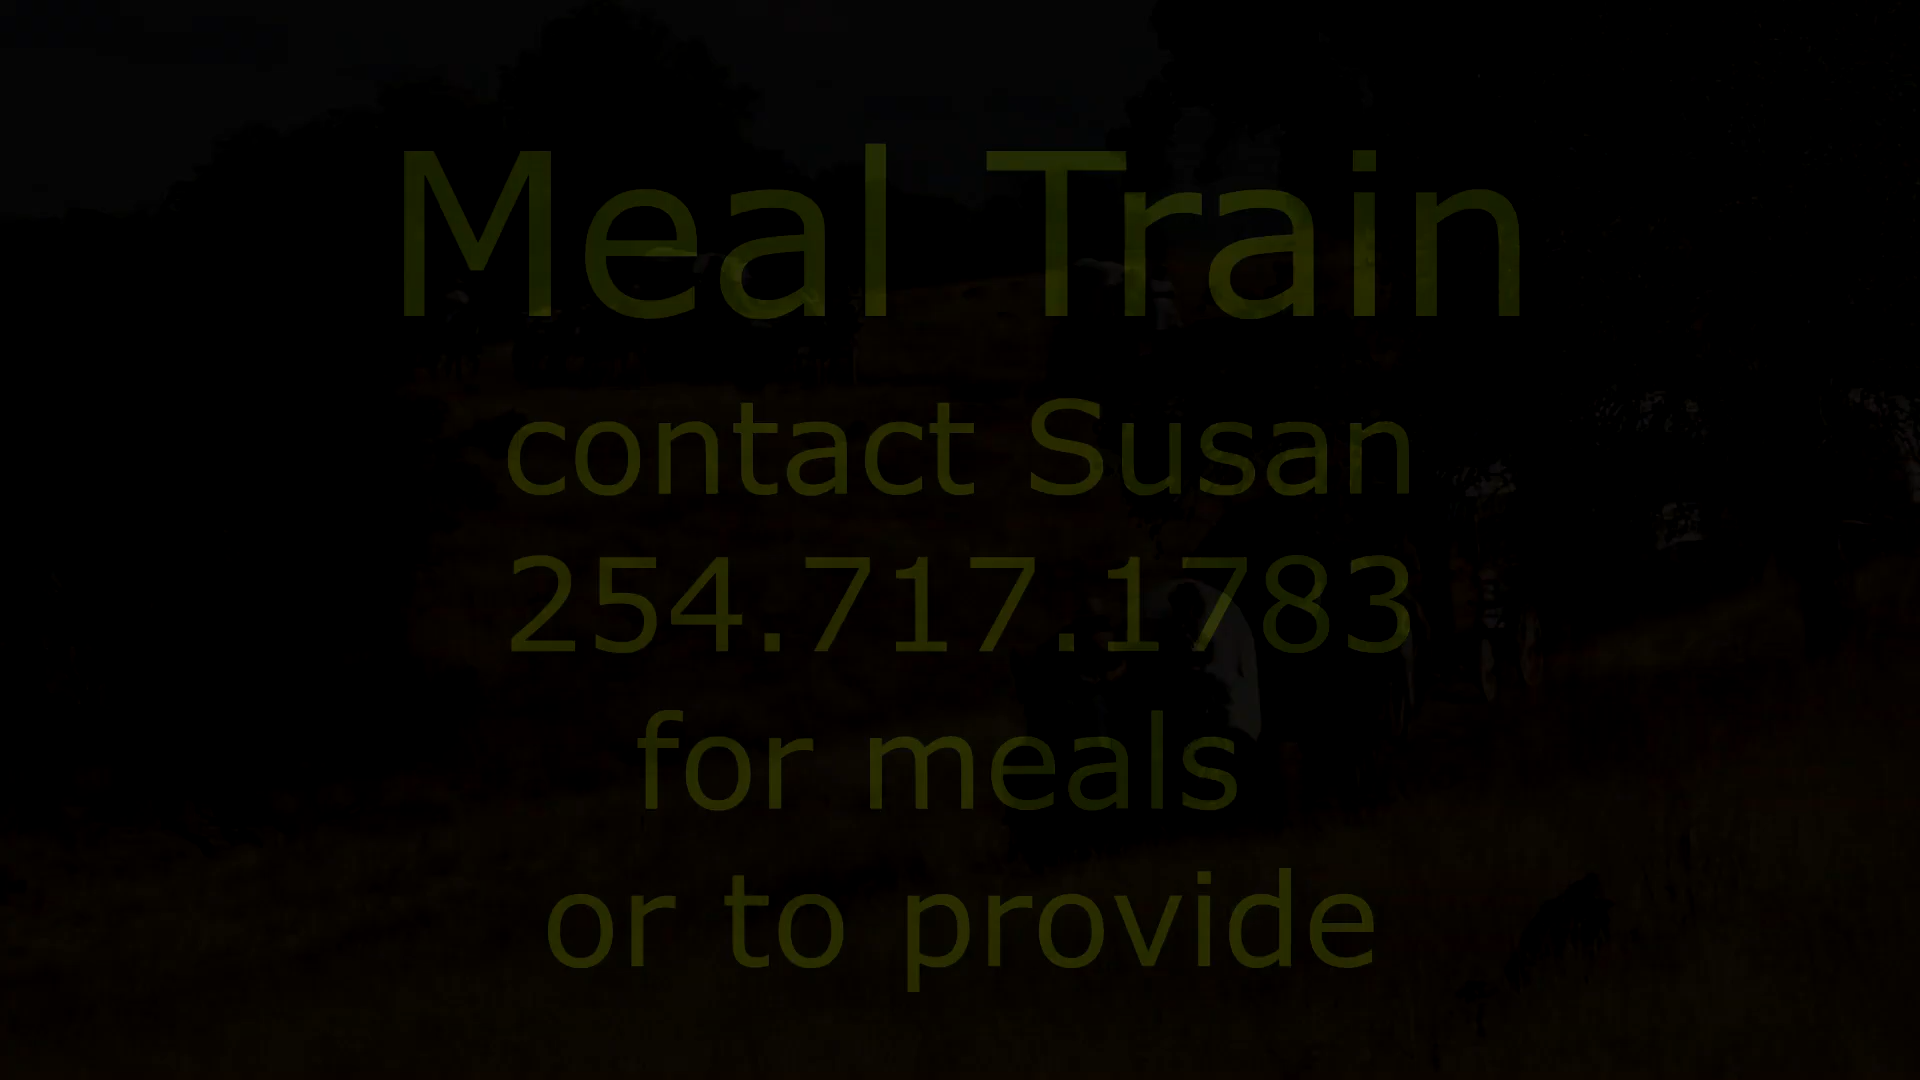 Meal Train
contact Susan
254.717.1783
for meals
or to provide